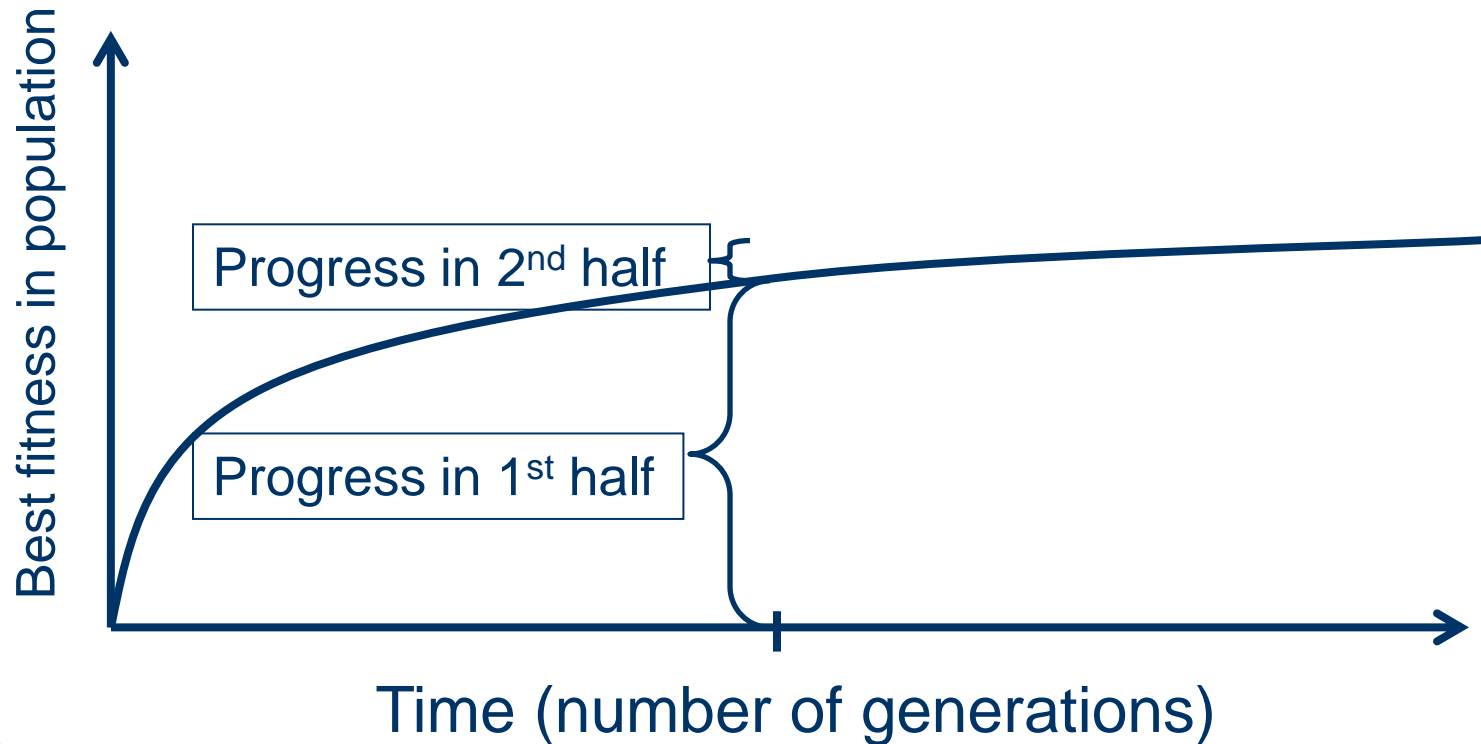 Best fitness in population
Progress in 2nd half
Progress in 1st half
Time (number of generations)